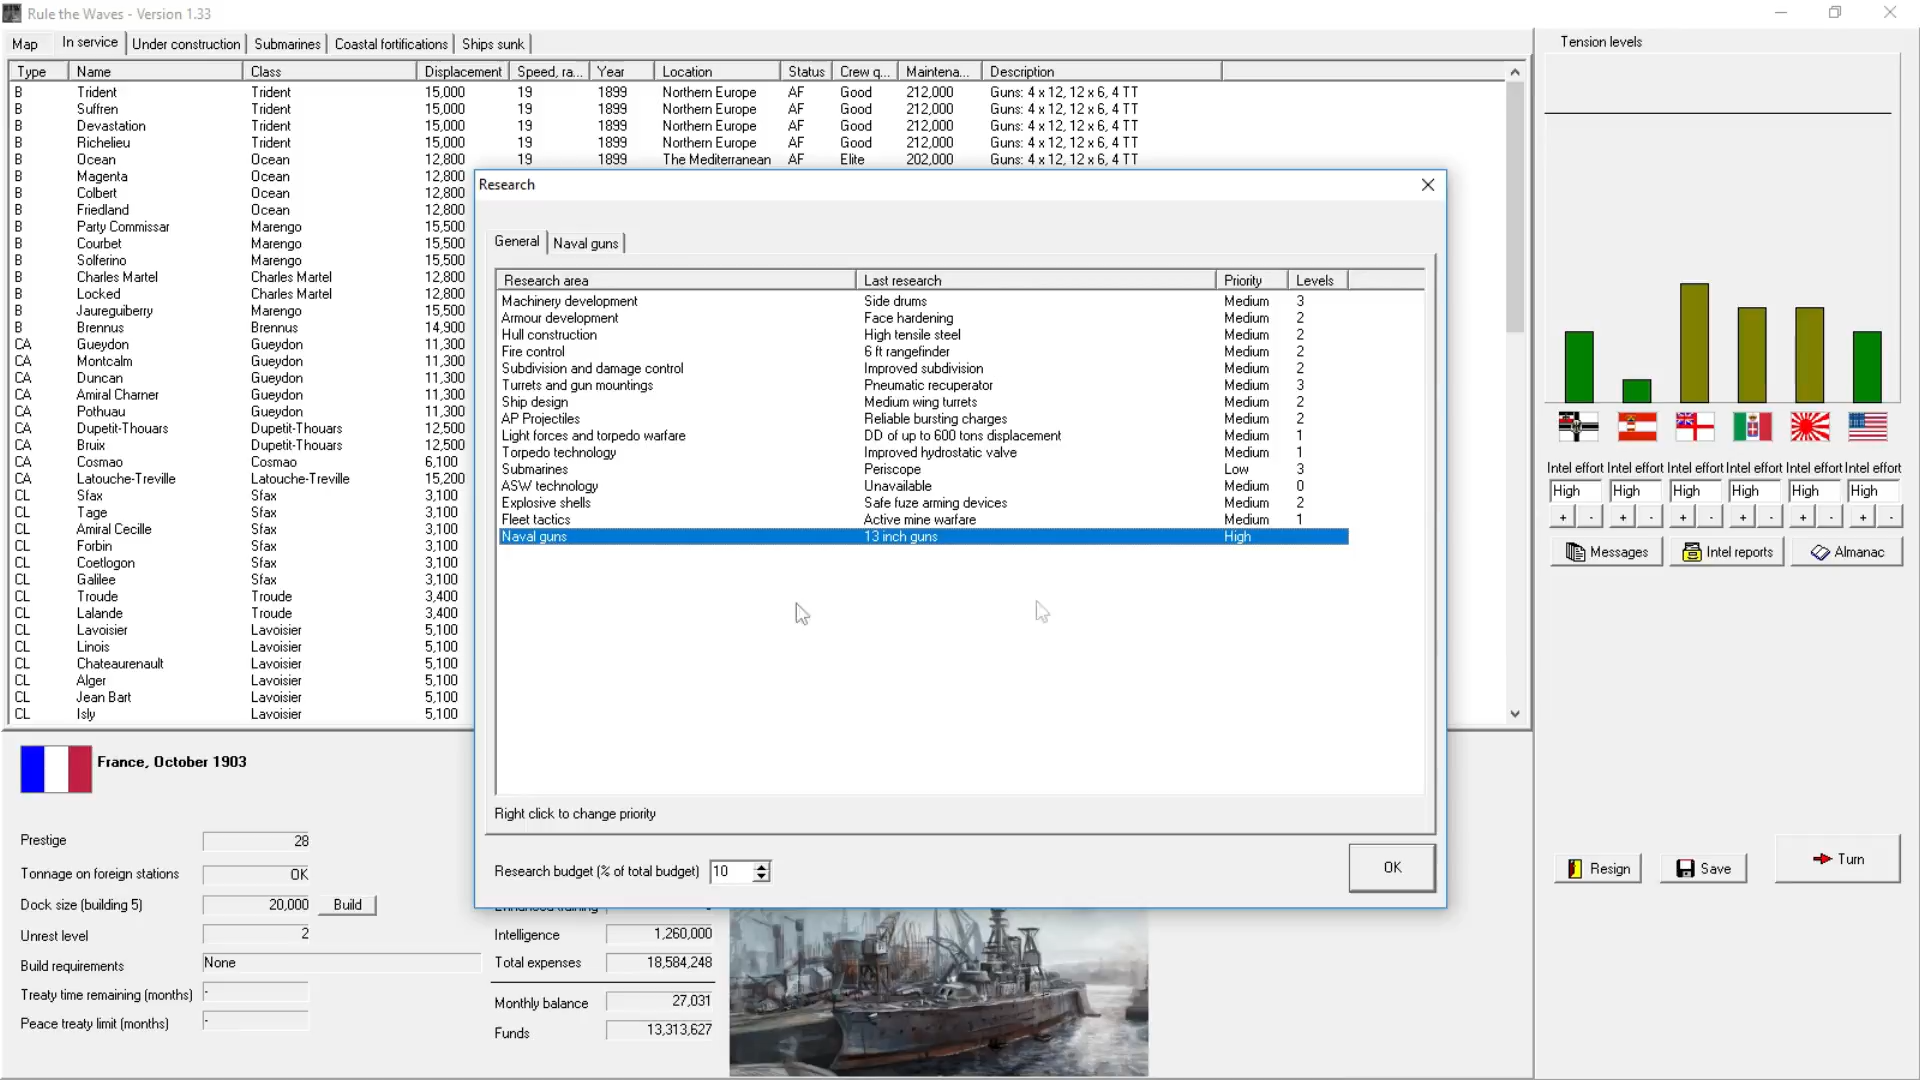 Rule the Waves - Version 1.33
Map In service Under construction Submarines Coastal fortifications Ships sunk
Type Name Class Displacement Speed, ra... Year Location Status Crew q... Maintena... Description
B Trident Trident 15,000 19 1899 Northern Europe AF Good 212,000 Guns: 4 x 12, 12 x 6, 4 TT
B Suffren Trident 15,000 19 1899 Northern Europe AF Good 212,000 Guns: 4 x 12, 12 x 6, 4 TT
B Devastation Trident 15,000 19 1899 Northern Europe AF Good 212,000 Guns: 4 x 12, 12 x 6, 4 TT
B Richelieu Trident 15,000 19 1899 Northern Europe AF Good 212,000 Guns: 4 x 12, 12 x 6, 4 TT
B Ocean Ocean 12,800 19 1899 The Mediterranean AF Elite 202,000 Guns: 4 x 12, 12 x 6, 4 TT
B Magenta Ocean 12,800
B Colbert Ocean 12,800
B Friedland Ocean 12,800
B Party Commissar Marengo 15,500
B Courbet Marengo 15,500
B Solferino Marengo 15,500
B Charles Martel Charles Martel 12,800
B Locked Charles Martel 12,800
B Jaureguiberry Marengo 15,500
B Brennus Brennus 14,900
CA Gueydon Gueydon 11,300
CA Montcalm Gueydon 11,300
CA Duncan Gueydon 11,300
CA Amiral Charner Gueydon 11,300
CA Pothuau Gueydon 11,300
CA Dupetit-Thouars Dupetit-Thouars 12,500
CA Bruix Dupetit-Thouars 12,500
CA Cosmao Cosmao 6,100
CA Latouche-Treville Latouche-Treville 15,200
CL Sfax Sfax 3,100
CL Tage Sfax 3,100
CL Amiral Cecille Sfax 3,100
CL Forbin Sfax 3,100
CL Coetlogon Sfax 3,100
CL Galilee Sfax 3,100
CL Troude Troude 3,400
CL Lalande Troude 3,400
CL Lavoisier Lavoisier 5,100
CL Linois Lavoisier 5,100
CL Chateaurenault Lavoisier 5,100
CL Alger Lavoisier 5,100
CL Jean Bart Lavoisier 5,100
CL Isly Lavoisier 5,100
Research
General Naval guns
Research area Last research Priority Levels
Machinery development Side drums Medium 3
Armour development Face hardening Medium 2
Hull construction High tensile steel Medium 2
Fire control 6 ft rangefinder Medium 2
Subdivision and damage control Improved subdivision Medium 2
Turrets and gun mountings Pneumatic recuperator Medium 3
Ship design Medium wing turrets Medium 2
AP Projectiles Reliable bursting charges Medium 2
Light forces and torpedo warfare DD of up to 600 tons displacement Medium 1
Torpedo technology Improved hydrostatic valve Medium 1
Submarines Periscope Low 3
ASW technology Unavailable Medium 0
Explosive shells Safe fuze arming devices Medium 2
Fleet tactics Active mine warfare Medium 1
Naval guns 13 inch guns High
Right click to change priority
Research budget (% of total budget) 10
OK
Tension levels
Intel effort Intel effort Intel effort Intel effort Intel effort Intel effort
High High High High High High
+ - + - + - + - + - + -
Messages Intel reports Almanac
Resign Save Turn
France, October 1903
Prestige 28
Tonnage on foreign stations OK
Dock size (building 5) 20,000 Build
Unrest level 2
Build requirements None
Treaty time remaining (months) -
Peace treaty limit (months) -
Intelligence 1,260,000
Total expenses 18,584,248
Monthly balance 27,031
Funds 13,313,627